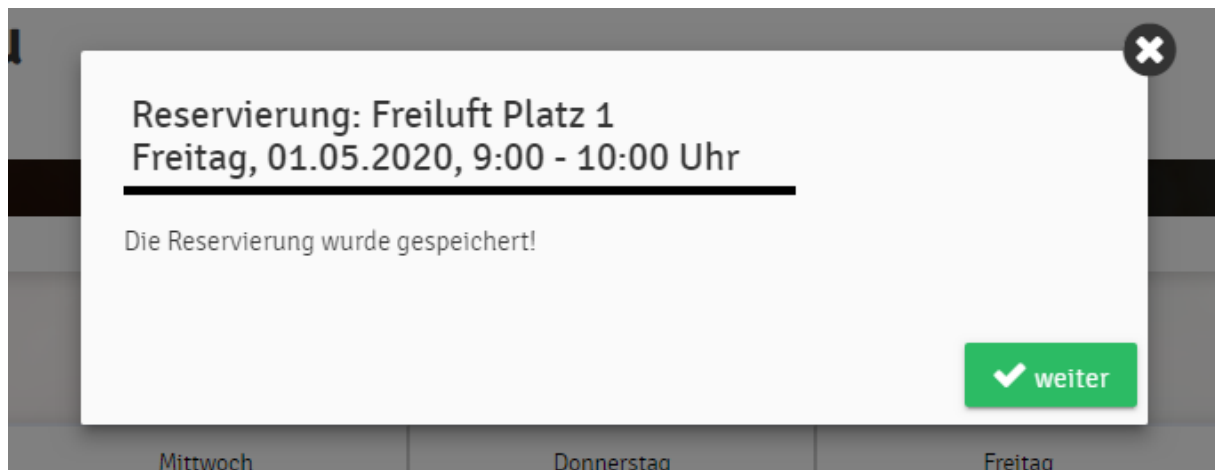 Reservierung: Freiluft Platz 1
Freitag, 01.05.2020, 9:00 - 10:00 Uhr
Die Reservierung wurde gespeichert!
weiter
Mittwoch Donnerstag Freitag